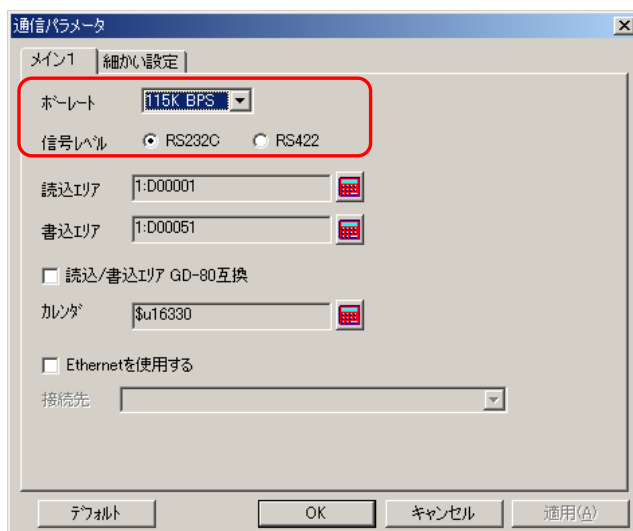 通信パラメータ
メイン1 細かい設定
ボーレート 115K BPS
信号レベル RS232C RS422
読込エリア 1:D00001
書込エリア 1:D00051
読込/書込エリア GD-80互換
カレンダ $u16330
Ethernetを使用する
接続先
デフォルト OK キャンセル 適用(A)